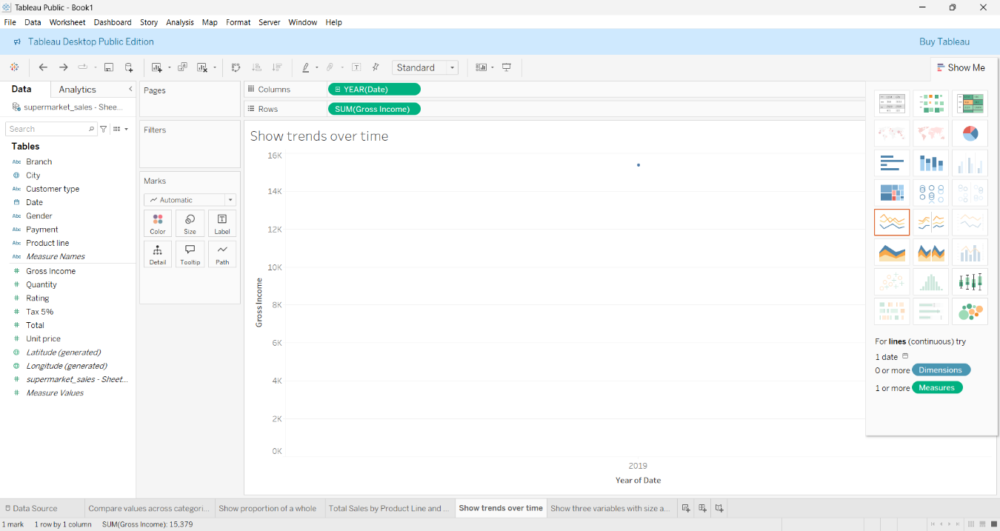 Tableau Public - Book1
File Data Worksheet Dashboard Story Analysis Map Format Server Window Help
Tableau Desktop Public Edition
Buy Tableau
Standard
Show Me
Data
Analytics
supermarket_sales - Shee...
Search
Tables
Abc Branch
City
Abc Customer type
Date
Abc Gender
Abc Payment
Abc Product line
Abc Measure Names
# Gross Income
# Quantity
# Rating
# Tax 5%
# Total
# Unit price
Latitude (generated)
Longitude (generated)
# supermarket_sales - Sheet...
# Measure Values
Pages
Filters
Marks
Automatic
Color Size Label
Detail Tooltip Path
Columns
YEAR(Date)
Rows
SUM(Gross Income)
Show trends over time
16K
14K
12K
10K
8K
6K
4K
2K
0K
Gross Income
2019
Year of Date
For lines (continuous) try
1 date
0 or more Dimensions
1 or more Measures
Data Source
Compare values across categori...
Show proportion of a whole
Total Sales by Product Line and ...
Show trends over time
Show three variables with size a...
1 mark 1 row by 1 column SUM(Gross Income): 15,379